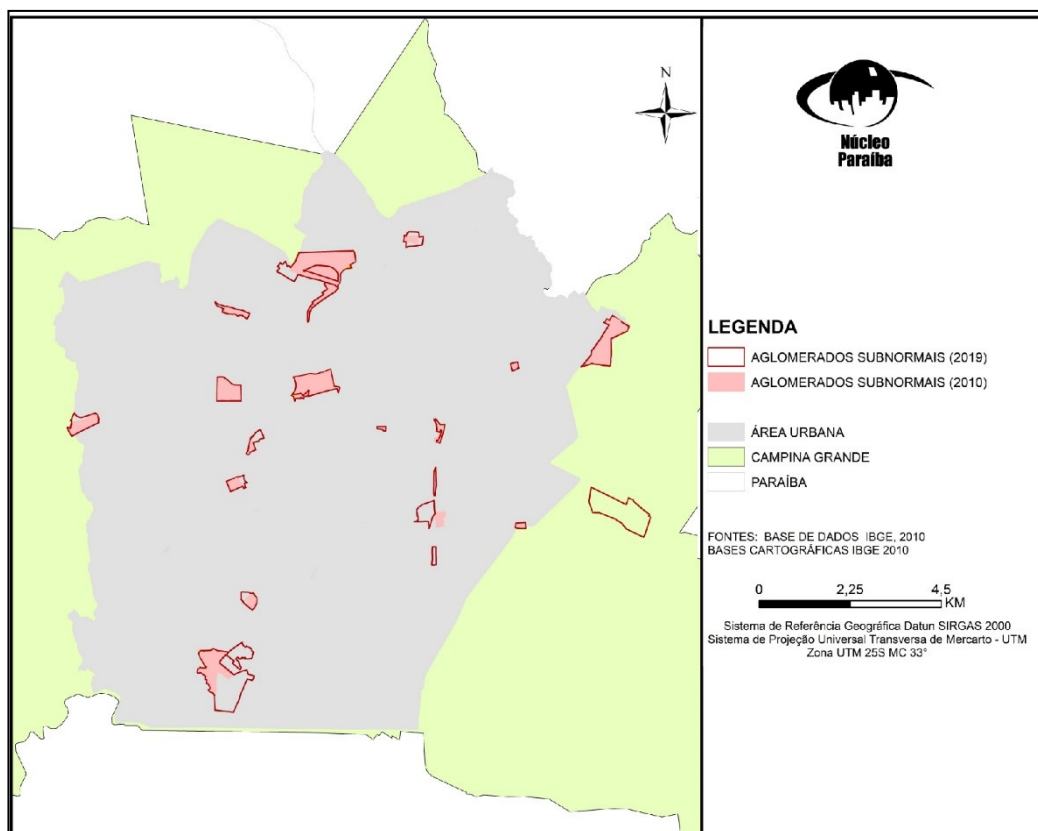 N
Núcleo
Paraíba
LEGENDA
AGLOMERADOS SUBNORMAIS (2019)
AGLOMERADOS SUBNORMAIS (2010)
ÁREA URBANA
CAMPINA GRANDE
PARAÍBA
FONTES: BASE DE DADOS IBGE, 2010
BASES CARTOGRÁFICAS IBGE 2010
0 2,25 4,5
KM
Sistema de Referência Geográfica Datun SIRGAS 2000
Sistema de Projeção Universal Transversa de Mercarto - UTM
Zona UTM 25S MC 33°